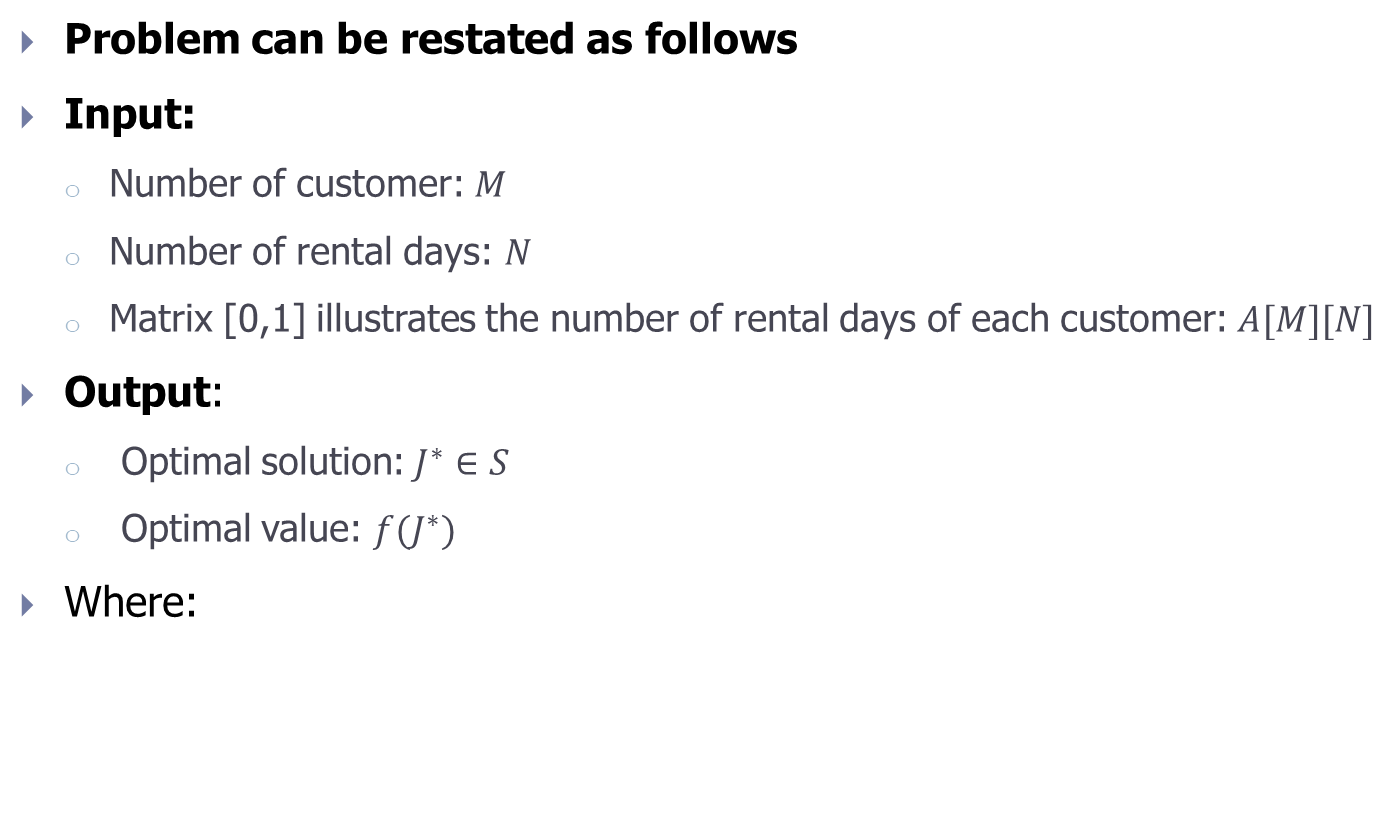 Problem can be restated as follows
Input:
Number of customer: M
Number of rental days: N
Matrix [0,1] illustrates the number of rental days of each customer: A[M][N]
Output:
Optimal solution: J* ∈ S
Optimal value: f(J*)
Where: